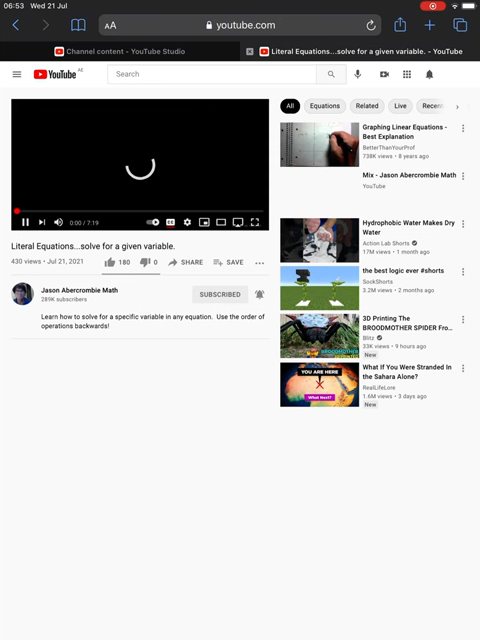 06:53 Wed 21 Jul
AA
youtube.com
Channel content - YouTube Studio
Literal Equations...solve for a given variable. - YouTube
YouTube AE
Search
0:00 / 7:19
Literal Equations...solve for a given variable.
430 views • Jul 21, 2021
180
0
SHARE
SAVE
Jason Abercrombie Math
289K subscribers
SUBSCRIBED
Learn how to solve for a specific variable in any equation. Use the order of
operations backwards!
All
Equations
Related
Live
Recen
Graphing Linear Equations -
Best Explanation
BetterThanYourProf
738K views • 8 years ago
Mix - Jason Abercrombie Math
YouTube
Hydrophobic Water Makes Dry
Water
Action Lab Shorts
17M views • 1 month ago
the best logic ever #shorts
SockShorts
3.2M views • 2 months ago
3D Printing The
BROODMOTHER SPIDER Fro...
Blitz
33K views • 9 hours ago
New
YOU ARE HERE
What Next?
What If You Were Stranded In
the Sahara Alone?
RealLifeLore
1.6M views • 3 days ago
New